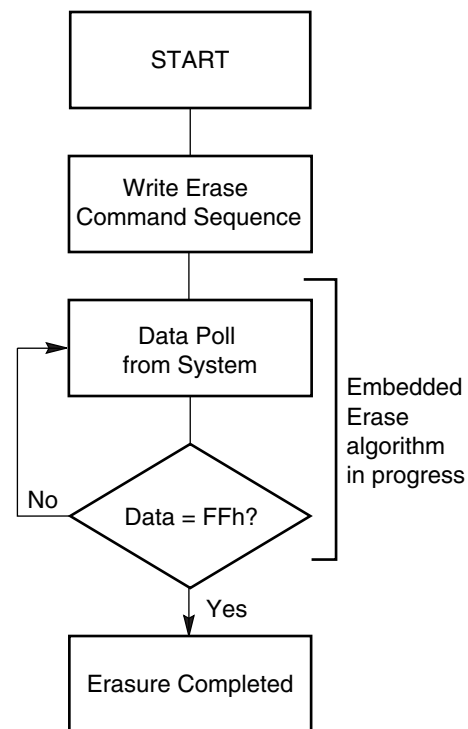 START
Write Erase
Command Sequence
Data Poll
from System
Embedded
Erase
algorithm
in progress
No
Data = FFh?
Yes
Erasure Completed